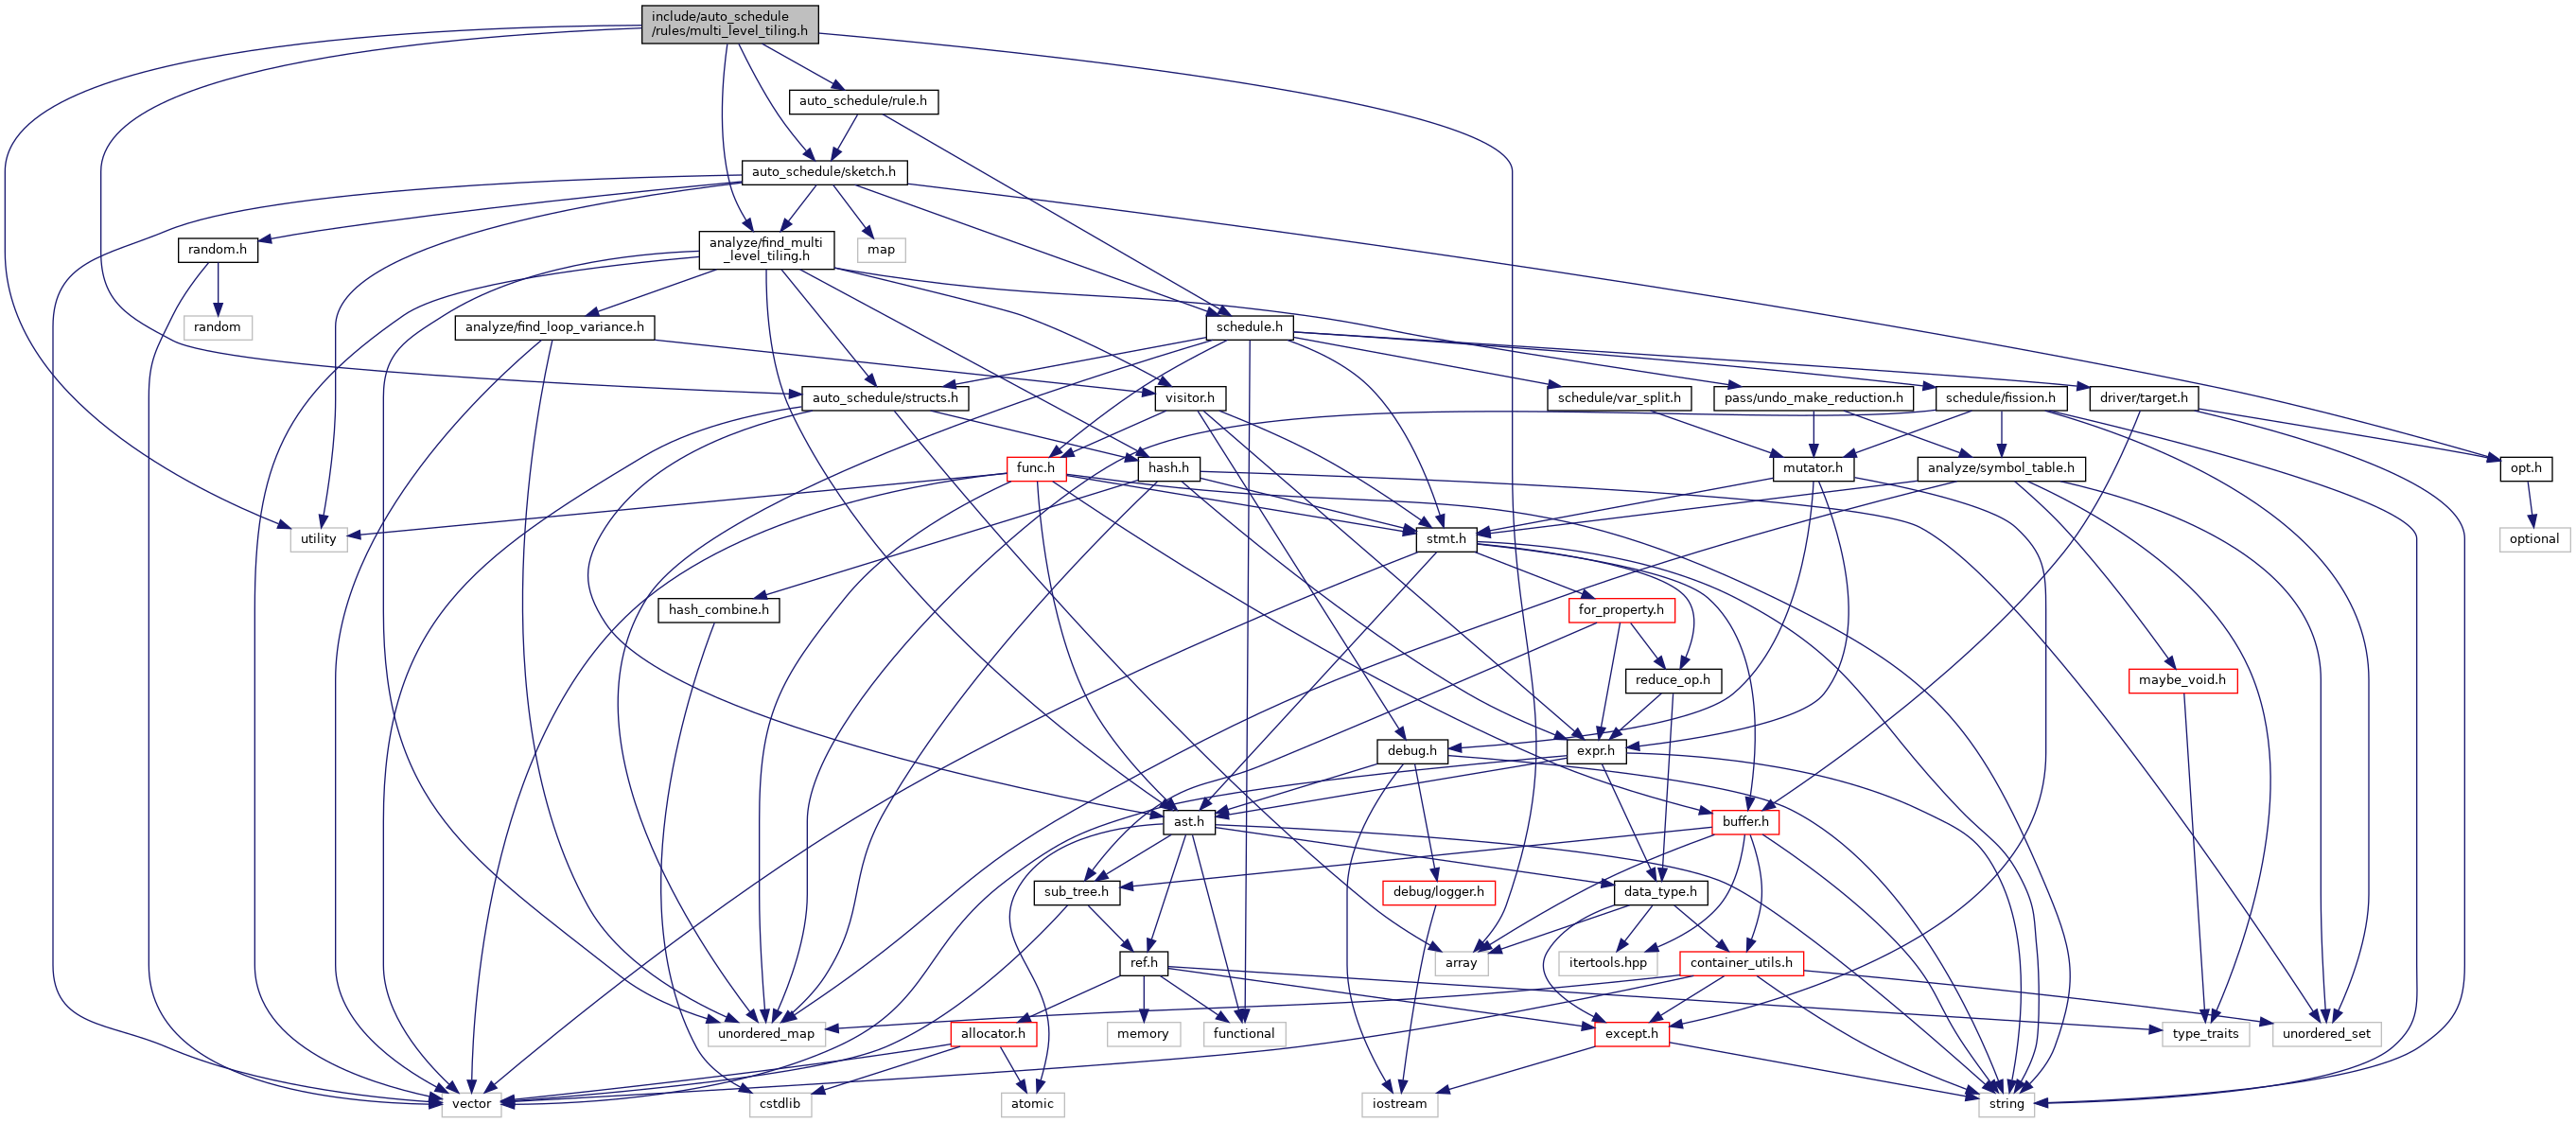 include/auto_schedule
/rules/multi_level_tiling.h
auto_schedule/rule.h
auto_schedule/sketch.h
random.h
analyze/find_multi
_level_tiling.h
map
random
analyze/find_loop_variance.h
schedule.h
auto_schedule/structs.h
visitor.h
schedule/var_split.h
pass/undo_make_reduction.h
schedule/fission.h
driver/target.h
func.h
hash.h
mutator.h
analyze/symbol_table.h
opt.h
utility
stmt.h
optional
hash_combine.h
for_property.h
reduce_op.h
maybe_void.h
debug.h
expr.h
ast.h
buffer.h
sub_tree.h
debug/logger.h
data_type.h
ref.h
array
itertools.hpp
container_utils.h
unordered_map
allocator.h
memory
functional
except.h
type_traits
unordered_set
vector
cstdlib
atomic
iostream
string